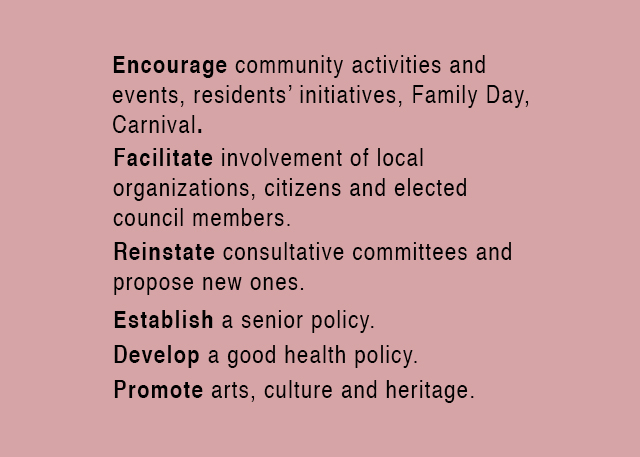 Encourage community activities and
events, residents’ initiatives, Family Day,
Carnival.
Facilitate involvement of local
organizations, citizens and elected
council members.
Reinstate consultative committees and
propose new ones.
Establish a senior policy.
Develop a good health policy.
Promote arts, culture and heritage.